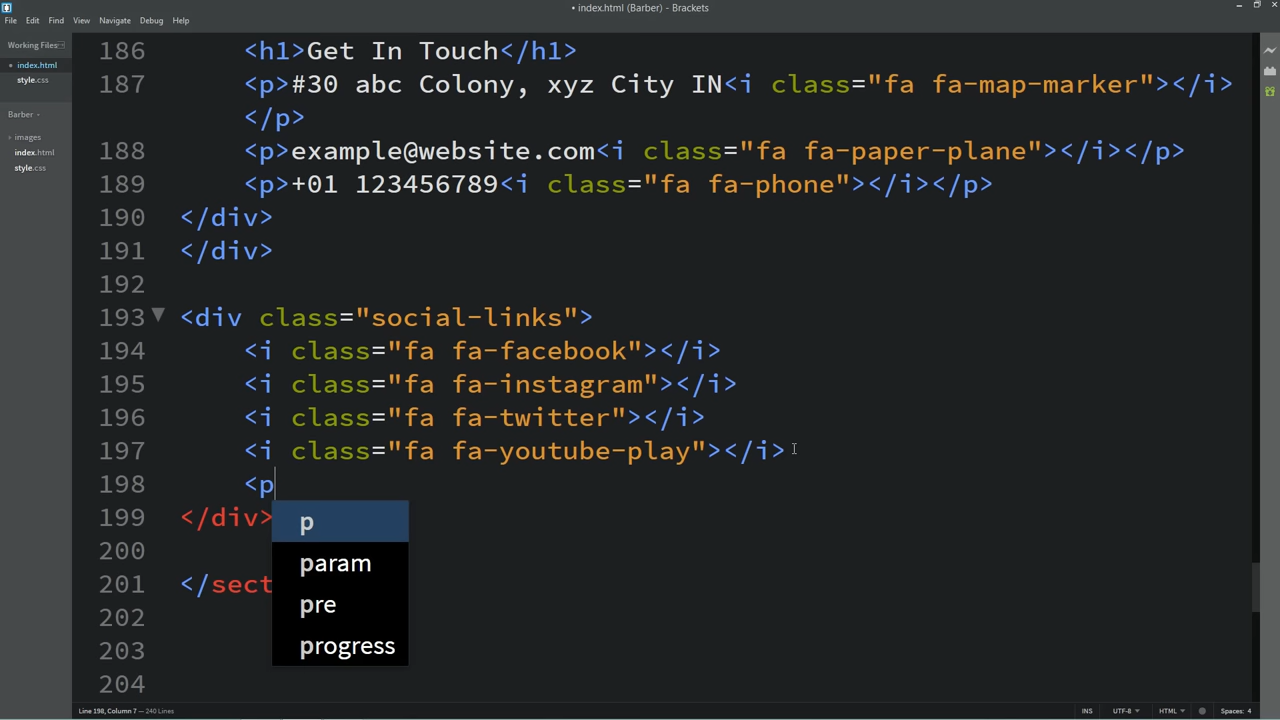 • index.html (Barber) - Brackets
File Edit Find View Navigate Debug Help
Working Files
• index.html
style.css
Barber
images
index.html
style.css
186 <h1>Get In Touch</h1>
187 <p>#30 abc Colony, xyz City IN<i class="fa fa-map-marker"></i>
</p>
188 <p>example@website.com<i class="fa fa-paper-plane"></i></p>
189 <p>+01 123456789<i class="fa fa-phone"></i></p>
190 </div>
191 </div>
192
193 <div class="social-links">
194 <i class="fa fa-facebook"></i>
195 <i class="fa fa-instagram"></i>
196 <i class="fa fa-twitter"></i>
197 <i class="fa fa-youtube-play"></i>
198 <p
199 </div>
200
201 </sect
202
203
204
p
param
pre
progress
Line 198, Column 7 — 240 Lines
INS UTF-8 HTML Spaces: 4